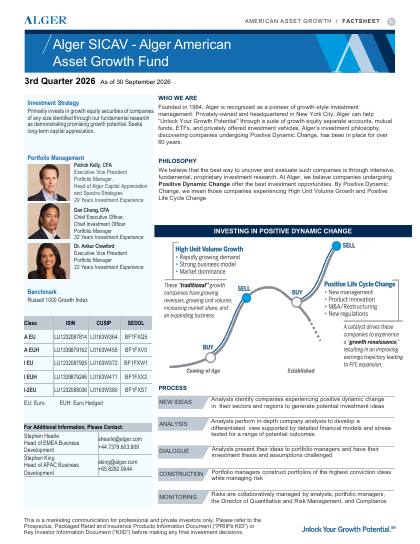 ALGER
AMERICAN ASSET GROWTH | FACTSHEET
Alger SICAV - Alger American
Asset Growth Fund
3rd Quarter 2026 As of 30 September 2026
Investment Strategy
Primarily invests in growth equity securities of companies
of any size identified through our fundamental research
as demonstrating promising growth potential. Seeks
long-term capital appreciation.
Portfolio Management
Patrick Kelly, CFA
Executive Vice President
Portfolio Manager,
Head of Alger Capital Appreciation
and Spectra Strategies
29 Years Investment Experience
Dan Chung, CFA
Chief Executive Officer,
Chief Investment Officer
Portfolio Manager
32 Years Investment Experience
Dr. Ankur Crawford
Executive Vice President
Portfolio Manager
22 Years Investment Experience
Benchmark
Russell 1000 Growth Index
Class ISIN CUSIP SEDOL
A EU
A EUH
I EU
I EUH
I-2EU
EU: Euro EUH: Euro Hedged
For Additional Information, Please Contact:
Stephen Hearle
Head of EMEA Business
Development
shearle@alger.com
+44.7379.603.909
Stephen King
Head of APAC Business
Development
sking@alger.com
+65.8292.0644
WHO WE ARE
Founded in 1964, Alger is recognized as a pioneer of growth-style investment
management. Privately-owned and headquartered in New York City, Alger can help
"Unlock Your Growth Potential" through a suite of growth equity separate accounts, mutual
funds, ETFs, and privately offered investment vehicles. Alger's investment philosophy,
discovering companies undergoing Positive Dynamic Change, has been in place for over
60 years.
PHILOSOPHY
We believe that the best way to uncover and evaluate such companies is through intensive,
fundamental, proprietary investment research. At Alger, we believe companies undergoing
Positive Dynamic Change offer the best investment opportunities. By Positive Dynamic
Change, we mean those companies experiencing High Unit Volume Growth and Positive
Life Cycle Change.
INVESTING IN POSITIVE DYNAMIC CHANGE
High Unit Volume Growth
• Rapidly growing demand
• Strong business model
• Market dominance
These "traditional" growth
companies have growing
revenues, growing unit volume,
increasing market share, and
an expanding business.
SELL
BUY
BUY
SELL
Positive Life Cycle Change
• New management
• Product innovation
• M&A/Restructuring
• New regulations
A catalyst drives these
companies to experience
a "growth renaissance",
resulting in an improving
earnings trajectory leading
to P/E expansion.
Coming of Age
Established
PROCESS
NEW IDEAS
Analysts identify companies experiencing positive dynamic change
in their sectors and regions to generate potential investment ideas
ANALYSIS
Analysts perform in-depth company analysis to develop a
differentiated view supported by detailed financial models and stress-
tested for a range of potential outcomes
DIALOGUE
Analysts present their ideas to portfolio managers and have their
investment thesis and assumptions challenged
CONSTRUCTION
Portfolio managers construct portfolios of the highest conviction ideas
while managing risk
MONITORING
Risks are collaboratively managed by analysts, portfolio managers,
the Director of Quantitative and Risk Management, and Compliance
This is a marketing communication for professional and private investors only. Please refer to the
Prospectus, Packaged Retail and Insurance Products Information Document ("PRIIPs KID") or
Key Investor Information Document ("KIID") before making any final investment decisions.
Unlock Your Growth Potential.